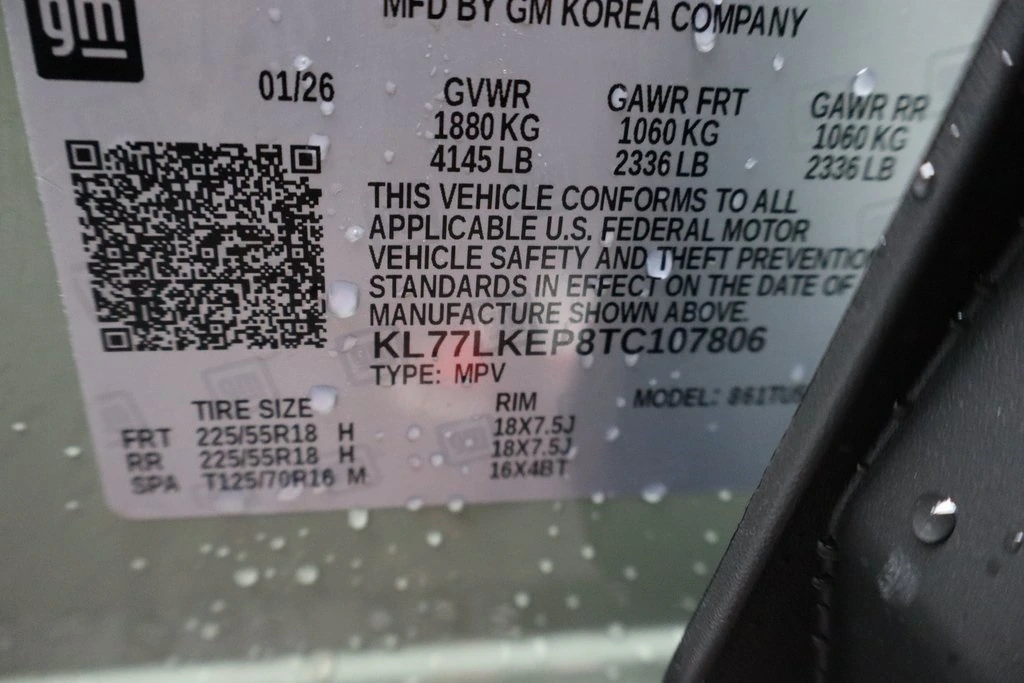 gm
MFD BY GM KOREA COMPANY
01/26 GVWR GAWR FRT GAWR RR
1880 KG 1060 KG 1060 KG
4145 LB 2336 LB 2336 LB
THIS VEHICLE CONFORMS TO ALL
APPLICABLE U.S. FEDERAL MOTOR
VEHICLE SAFETY AND THEFT PREVENTION
STANDARDS IN EFFECT ON THE DATE OF
MANUFACTURE SHOWN ABOVE.
KL77LKEP8TC107806
TYPE: MPV
TIRE SIZE RIM MODEL:
FRT 225/55R18 H 18X7.5J
RR 225/55R18 H 18X7.5J
SPA T125/70R16 M 16X4BT